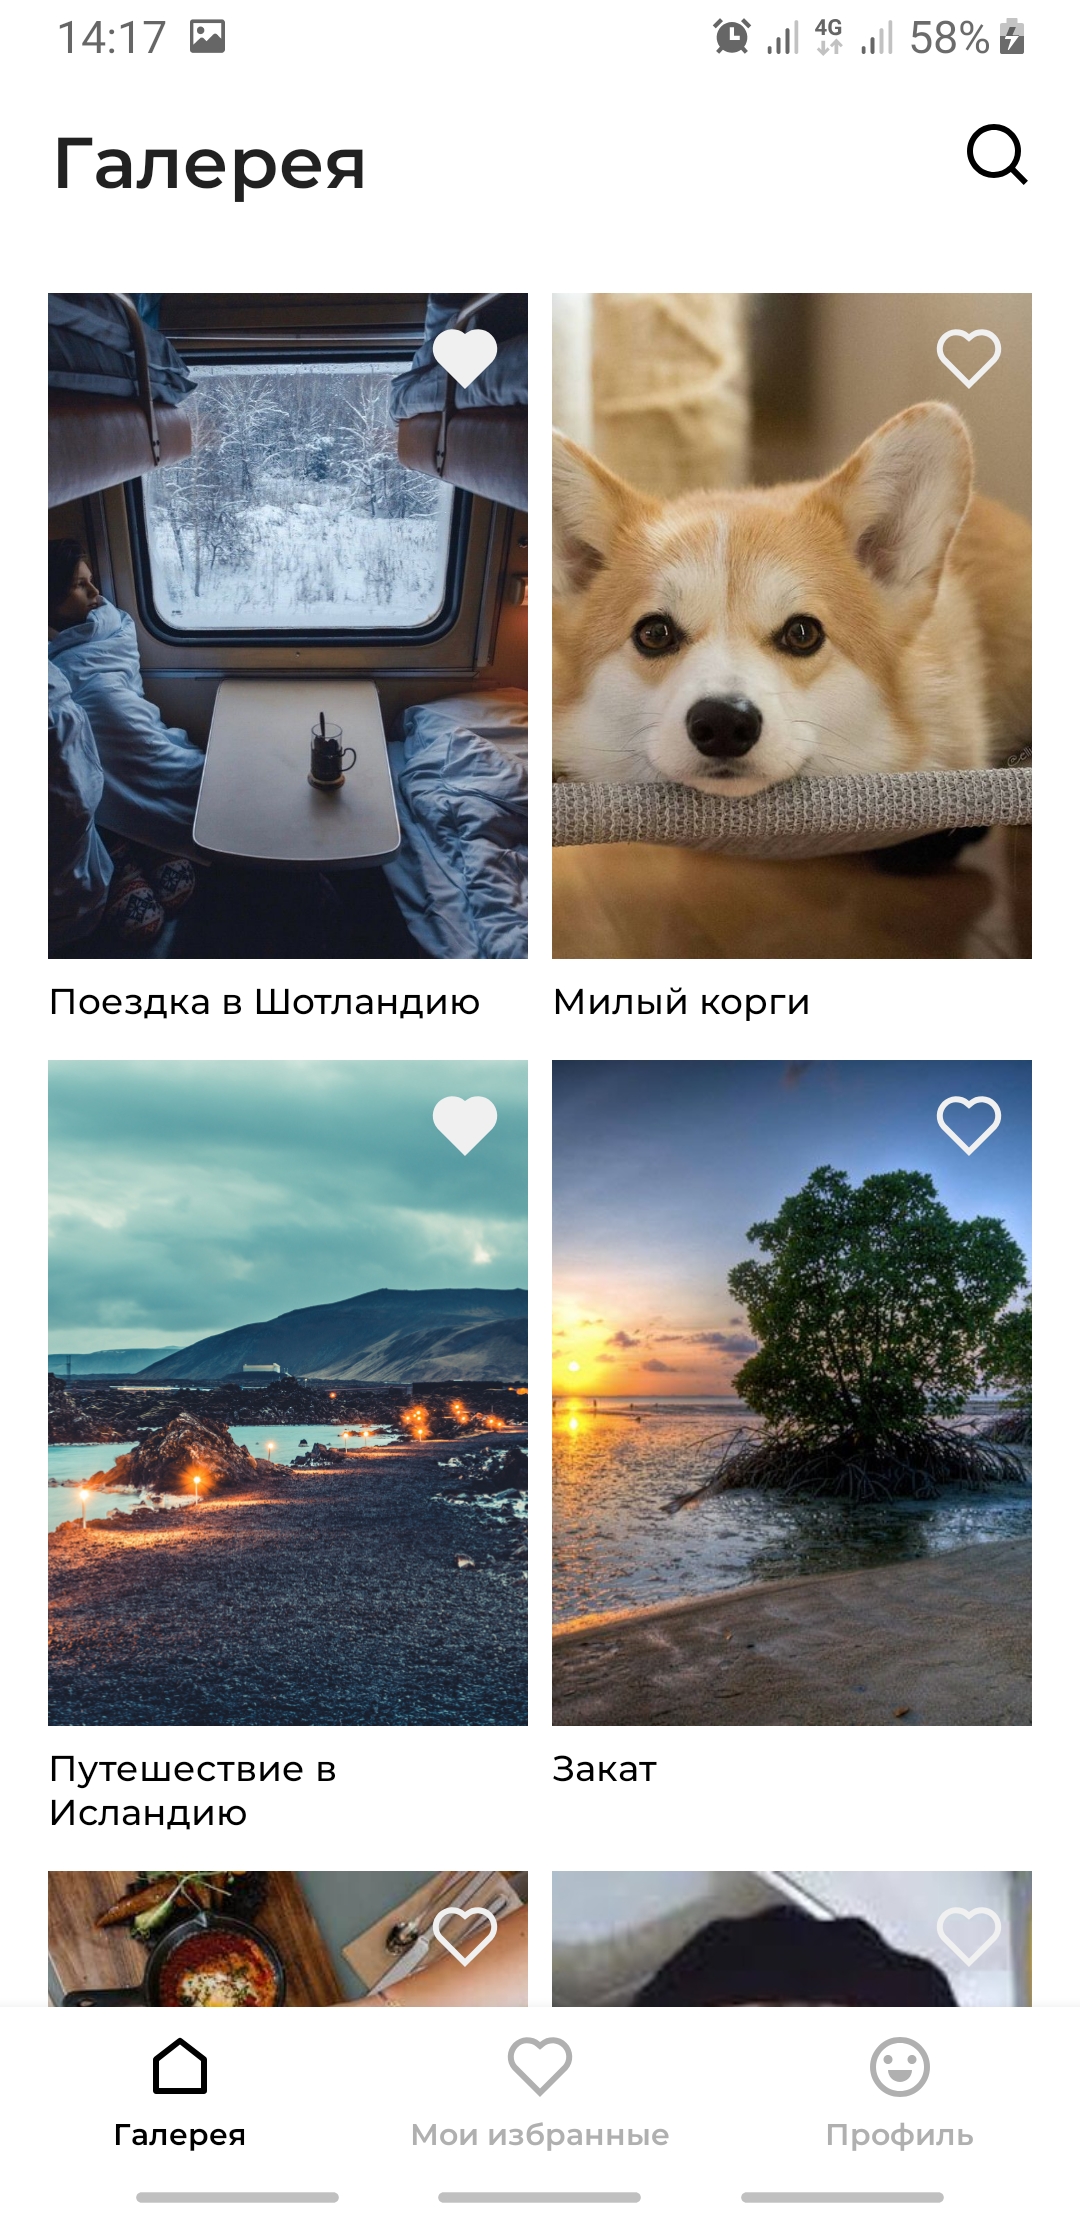 14:17
4G
58%
Галерея
Поездка в Шотландию
Милый корги
Путешествие в
Исландию
Закат
Галерея
Мои избранные
Профиль